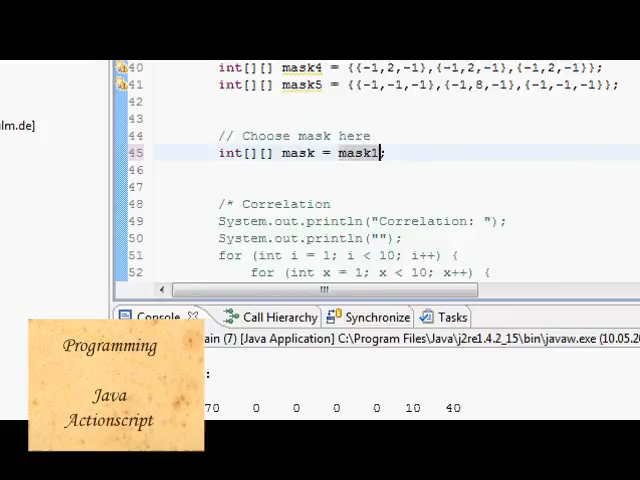 40 int[][] mask4 = {{-1,2,-1},{-1,2,-1},{-1,2,-1}};
41 int[][] mask5 = {{-1,-1,-1},{-1,8,-1},{-1,-1,-1}};
42
43
44 // Choose mask here
45 int[][] mask = mask1;
46
47
48 /* Correlation
49 System.out.println("Correlation: ");
50 System.out.println("");
51 for (int i = 1; i < 10; i++) {
52 for (int x = 1; x < 10; x++) {
lm.de]
Console Call Hierarchy Synchronize Tasks
ain (7) [Java Application] C:\Program Files\Java\j2re1.4.2_15\bin\javaw.exe (10.05.20
:
70 0 0 0 0 10 40
Programming
Java
Actionscript